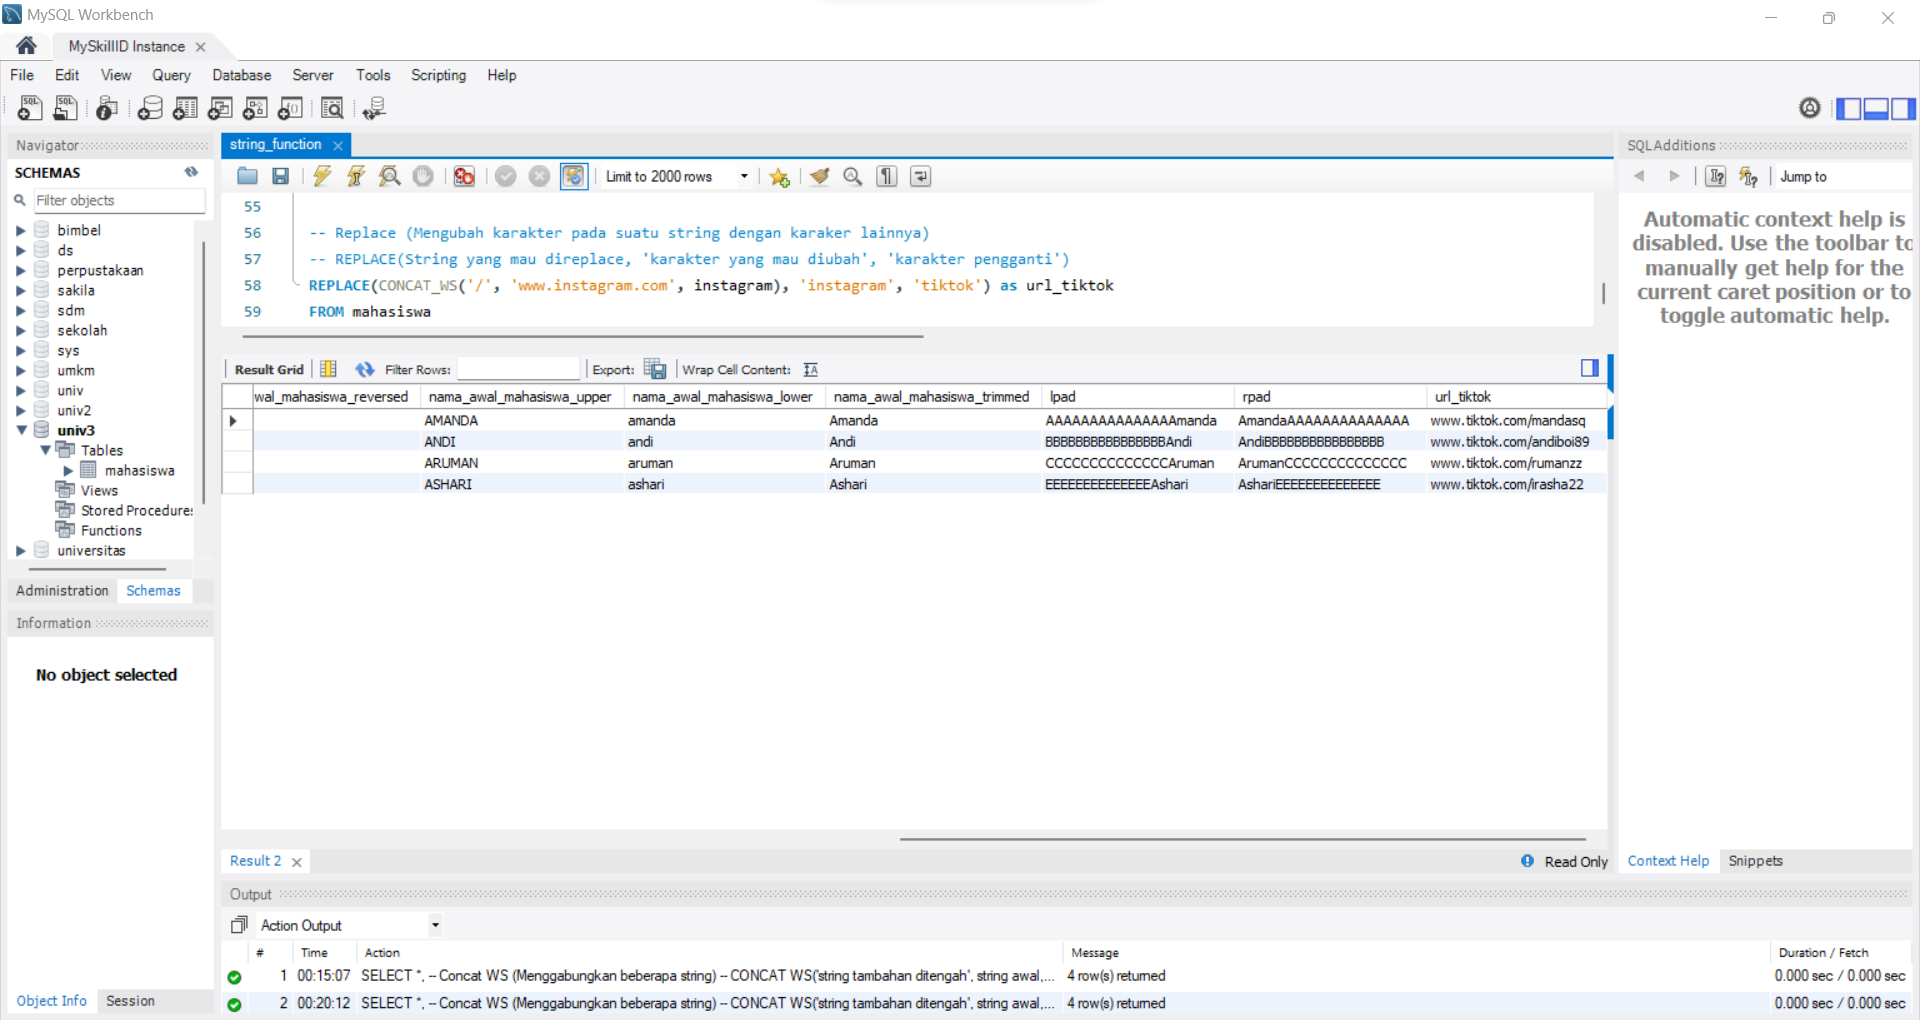 MySQL Workbench
MySkillID Instance
File Edit View Query Database Server Tools Scripting Help
Navigator
SCHEMAS
Filter objects
bimbel
ds
perpustakaan
sakila
sdm
sekolah
sys
umkm
univ
univ2
univ3
Tables
mahasiswa
Views
Stored Procedures
Functions
universitas
Administration Schemas
Information
No object selected
Object Info Session
string_function
Limit to 2000 rows
55
56 -- Replace (Mengubah karakter pada suatu string dengan karaker lainnya)
57 -- REPLACE(String yang mau direplace, 'karakter yang mau diubah', 'karakter pengganti')
58 REPLACE(CONCAT_WS('/', 'www.instagram.com', instagram), 'instagram', 'tiktok') as url_tiktok
59 FROM mahasiswa
Result Grid Filter Rows: Export: Wrap Cell Content:
wal_mahasiswa_reversed nama_awal_mahasiswa_upper nama_awal_mahasiswa_lower nama_awal_mahasiswa_trimmed lpad rpad url_tiktok
AMANDA amanda Amanda AAAAAAAAAAAAAAAmanda AmandaAAAAAAAAAAAAAA www.tiktok.com/mandasq
ANDI andi Andi BBBBBBBBBBBBBBBBAndi AndiBBBBBBBBBBBBBBBB www.tiktok.com/andiboi89
ARUMAN aruman Aruman CCCCCCCCCCCCCCAruman ArumanCCCCCCCCCCCCCC www.tiktok.com/rumanzz
ASHARI ashari Ashari EEEEEEEEEEEEEEAshari AshariEEEEEEEEEEEEEE www.tiktok.com/irasha22
Result 2
Read Only
SQLAdditions
Jump to
Automatic context help is
disabled. Use the toolbar to
manually get help for the
current caret position or to
toggle automatic help.
Context Help Snippets
Output
Action Output
# Time Action Message Duration / Fetch
1 00:15:07 SELECT *, -- Concat WS (Menggabungkan beberapa string) -- CONCAT WS('string tambahan ditengah', string awal,... 4 row(s) returned 0.000 sec / 0.000 sec
2 00:20:12 SELECT *, -- Concat WS (Menggabungkan beberapa string) -- CONCAT WS('string tambahan ditengah', string awal,... 4 row(s) returned 0.000 sec / 0.000 sec